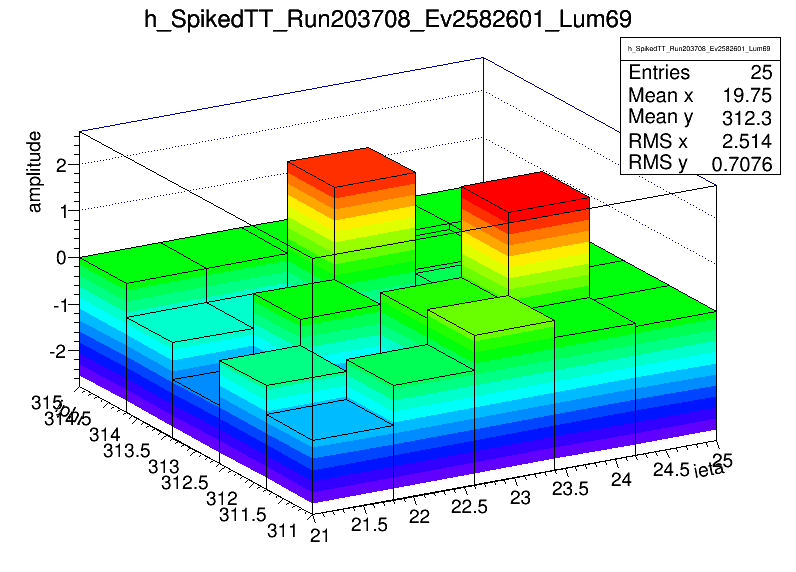 h_SpikedTT_Run203708_Ev2582601_Lum69
h_SpikedTT_Run203708_Ev2582601_Lum69
Entries 25
Mean x 19.75
Mean y 312.3
RMS x 2.514
RMS y 0.7076
amplitude
2
1
0
-1
-2
315
314.5
314
313.5
313
312.5
312
311.5
311
21
21.5
22
22.5
23
23.5
24
24.5
25
ieta